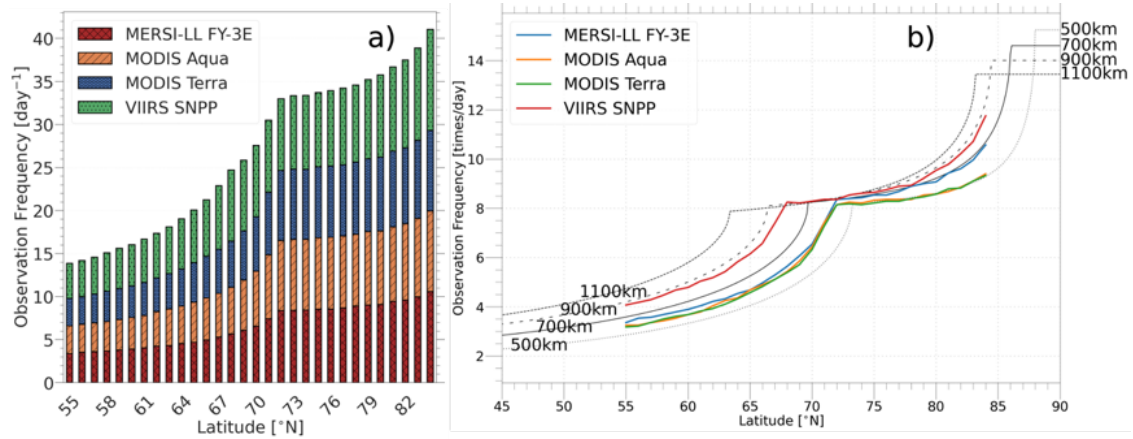 a)
MERSI-LL FY-3E
MODIS Aqua
MODIS Terra
VIIRS SNPP
Observation Frequency [day⁻¹]
40
35
30
25
20
15
10
5
0
55 58 61 64 67 70 73 76 79 82
Latitude [°N]
b)
MERSI-LL FY-3E
MODIS Aqua
MODIS Terra
VIIRS SNPP
500km
700km
900km
1100km
Observation Frequency [times/day]
14
12
10
8
6
4
2
1100km
900km
700km
500km
45 50 55 60 65 70 75 80 85 90
Latitude [°N]